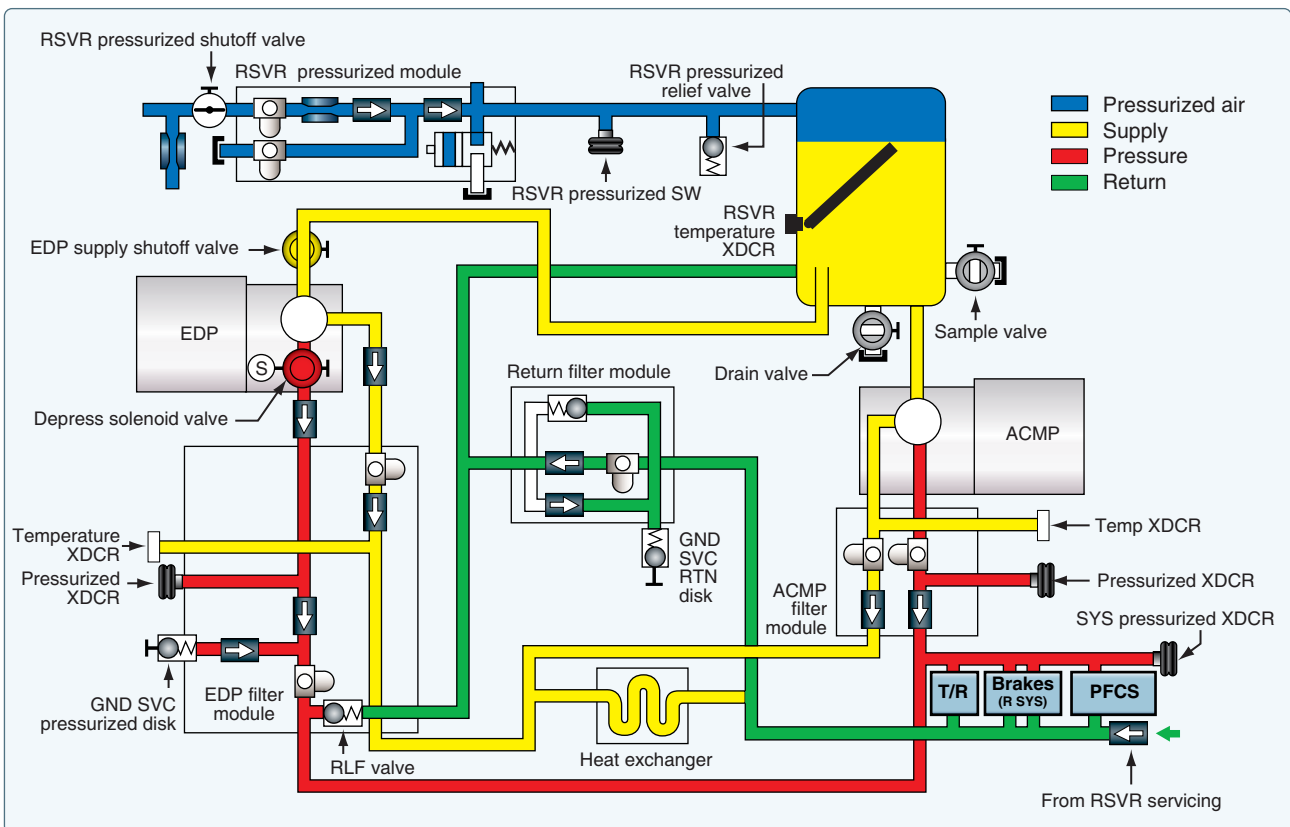 RSVR pressurized shutoff valve
RSVR pressurized module
RSVR pressurized
relief valve
Pressurized air
Supply
Pressure
Return
RSVR pressurized SW
RSVR
temperature
XDCR
EDP supply shutoff valve
EDP
S
Depress solenoid valve
Sample valve
Drain valve
Return filter module
ACMP
Temperature
XDCR
Pressurized
XDCR
GND
SVC
RTN
disk
Temp XDCR
Pressurized XDCR
ACMP
filter
module
SYS pressurized XDCR
GND SVC
pressurized disk
EDP filter
module
RLF valve
Heat exchanger
T/R
Brakes
(R SYS)
PFCS
From RSVR servicing